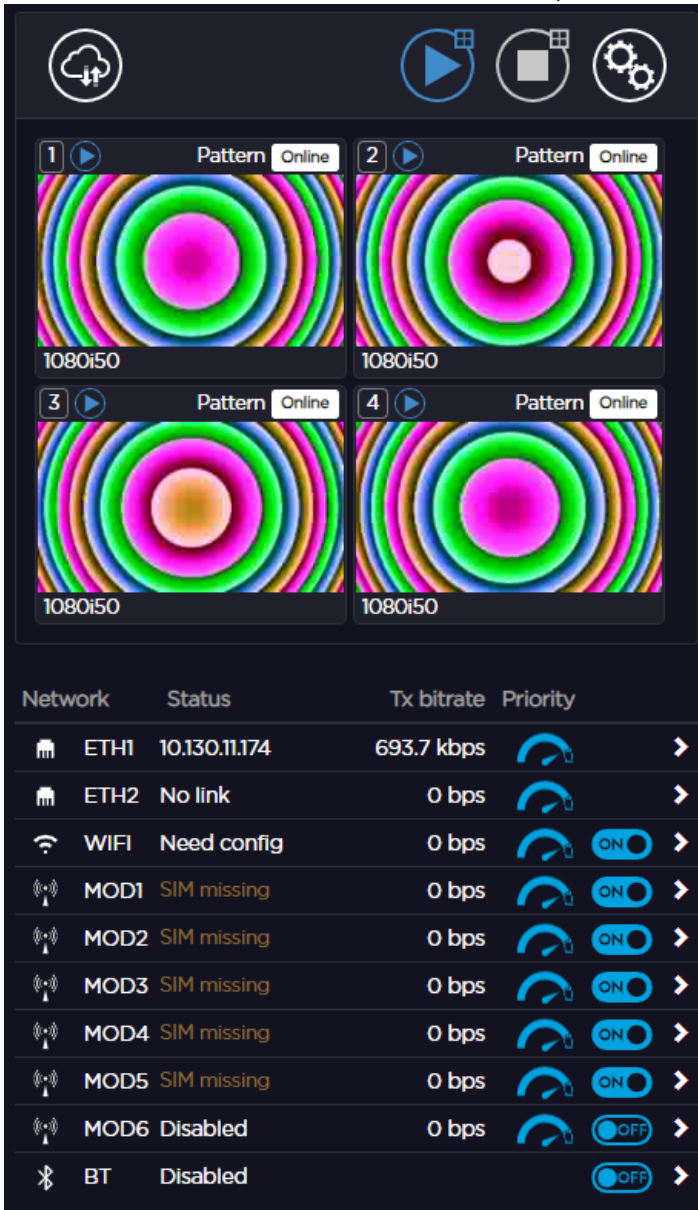 1 Pattern Online 2 Pattern Online
1080i50 1080i50
3 Pattern Online 4 Pattern Online
1080i50 1080i50
Network Status Tx bitrate Priority
ETH1 10.130.11.174 693.7 kbps
ETH2 No link 0 bps
WIFI Need config 0 bps ON
MOD1 SIM missing 0 bps ON
MOD2 SIM missing 0 bps ON
MOD3 SIM missing 0 bps ON
MOD4 SIM missing 0 bps ON
MOD5 SIM missing 0 bps ON
MOD6 Disabled 0 bps OFF
BT Disabled OFF